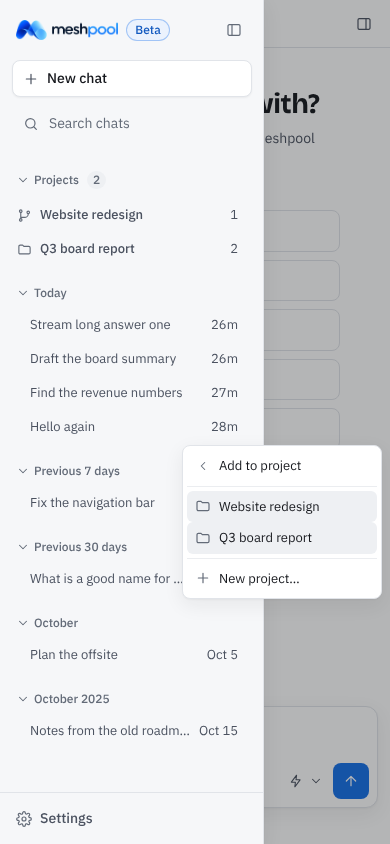 meshpool Beta
New chat
Search chats
with?
eshpool
Projects 2
Website redesign 1
Q3 board report 2
Today
Stream long answer one 26m
Draft the board summary 26m
Find the revenue numbers 27m
Hello again 28m
Previous 7 days
Fix the navigation bar
Previous 30 days
What is a good name for ...
October
Plan the offsite Oct 5
October 2025
Notes from the old roadm... Oct 15
Add to project
Website redesign
Q3 board report
New project...
Settings